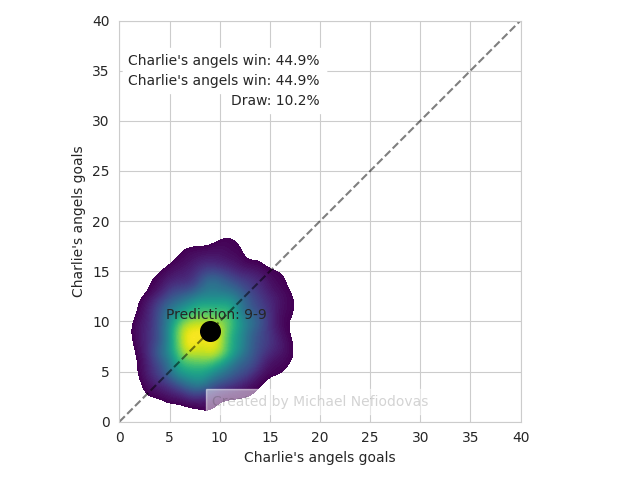 40
35
30
25
20
15
10
5
0
Charlie's angels goals
Charlie's angels win: 44.9%
Charlie's angels win: 44.9%
Draw: 10.2%
Prediction: 9-9
Created by Michael Nefiodovas
0 5 10 15 20 25 30 35 40
Charlie's angels goals